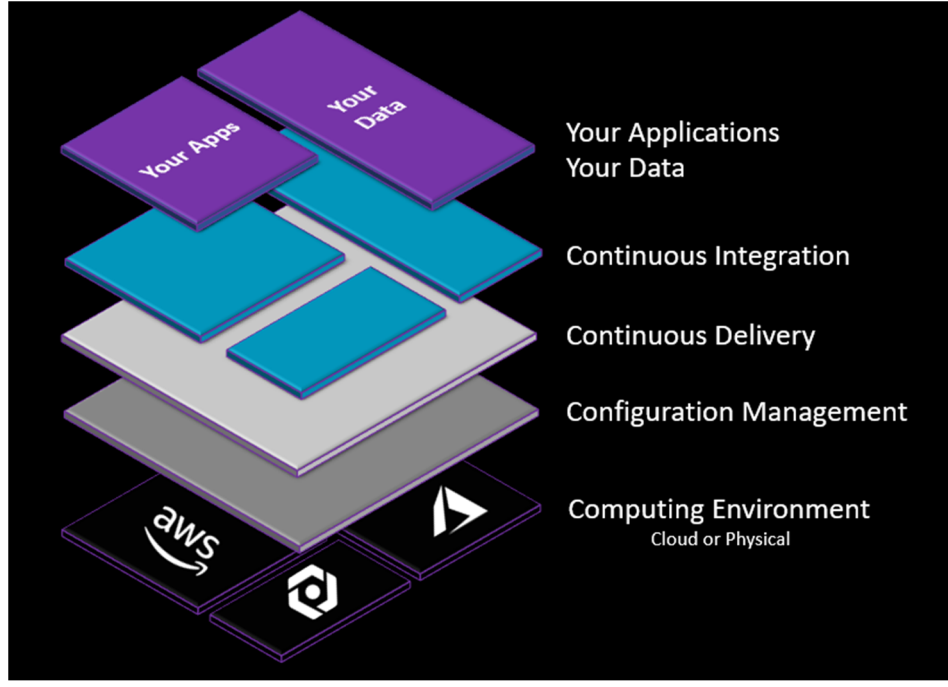 Your
Data
Your Apps
Your Applications
Your Data
Continuous Integration
Continuous Delivery
Configuration Management
Computing Environment
Cloud or Physical
aws